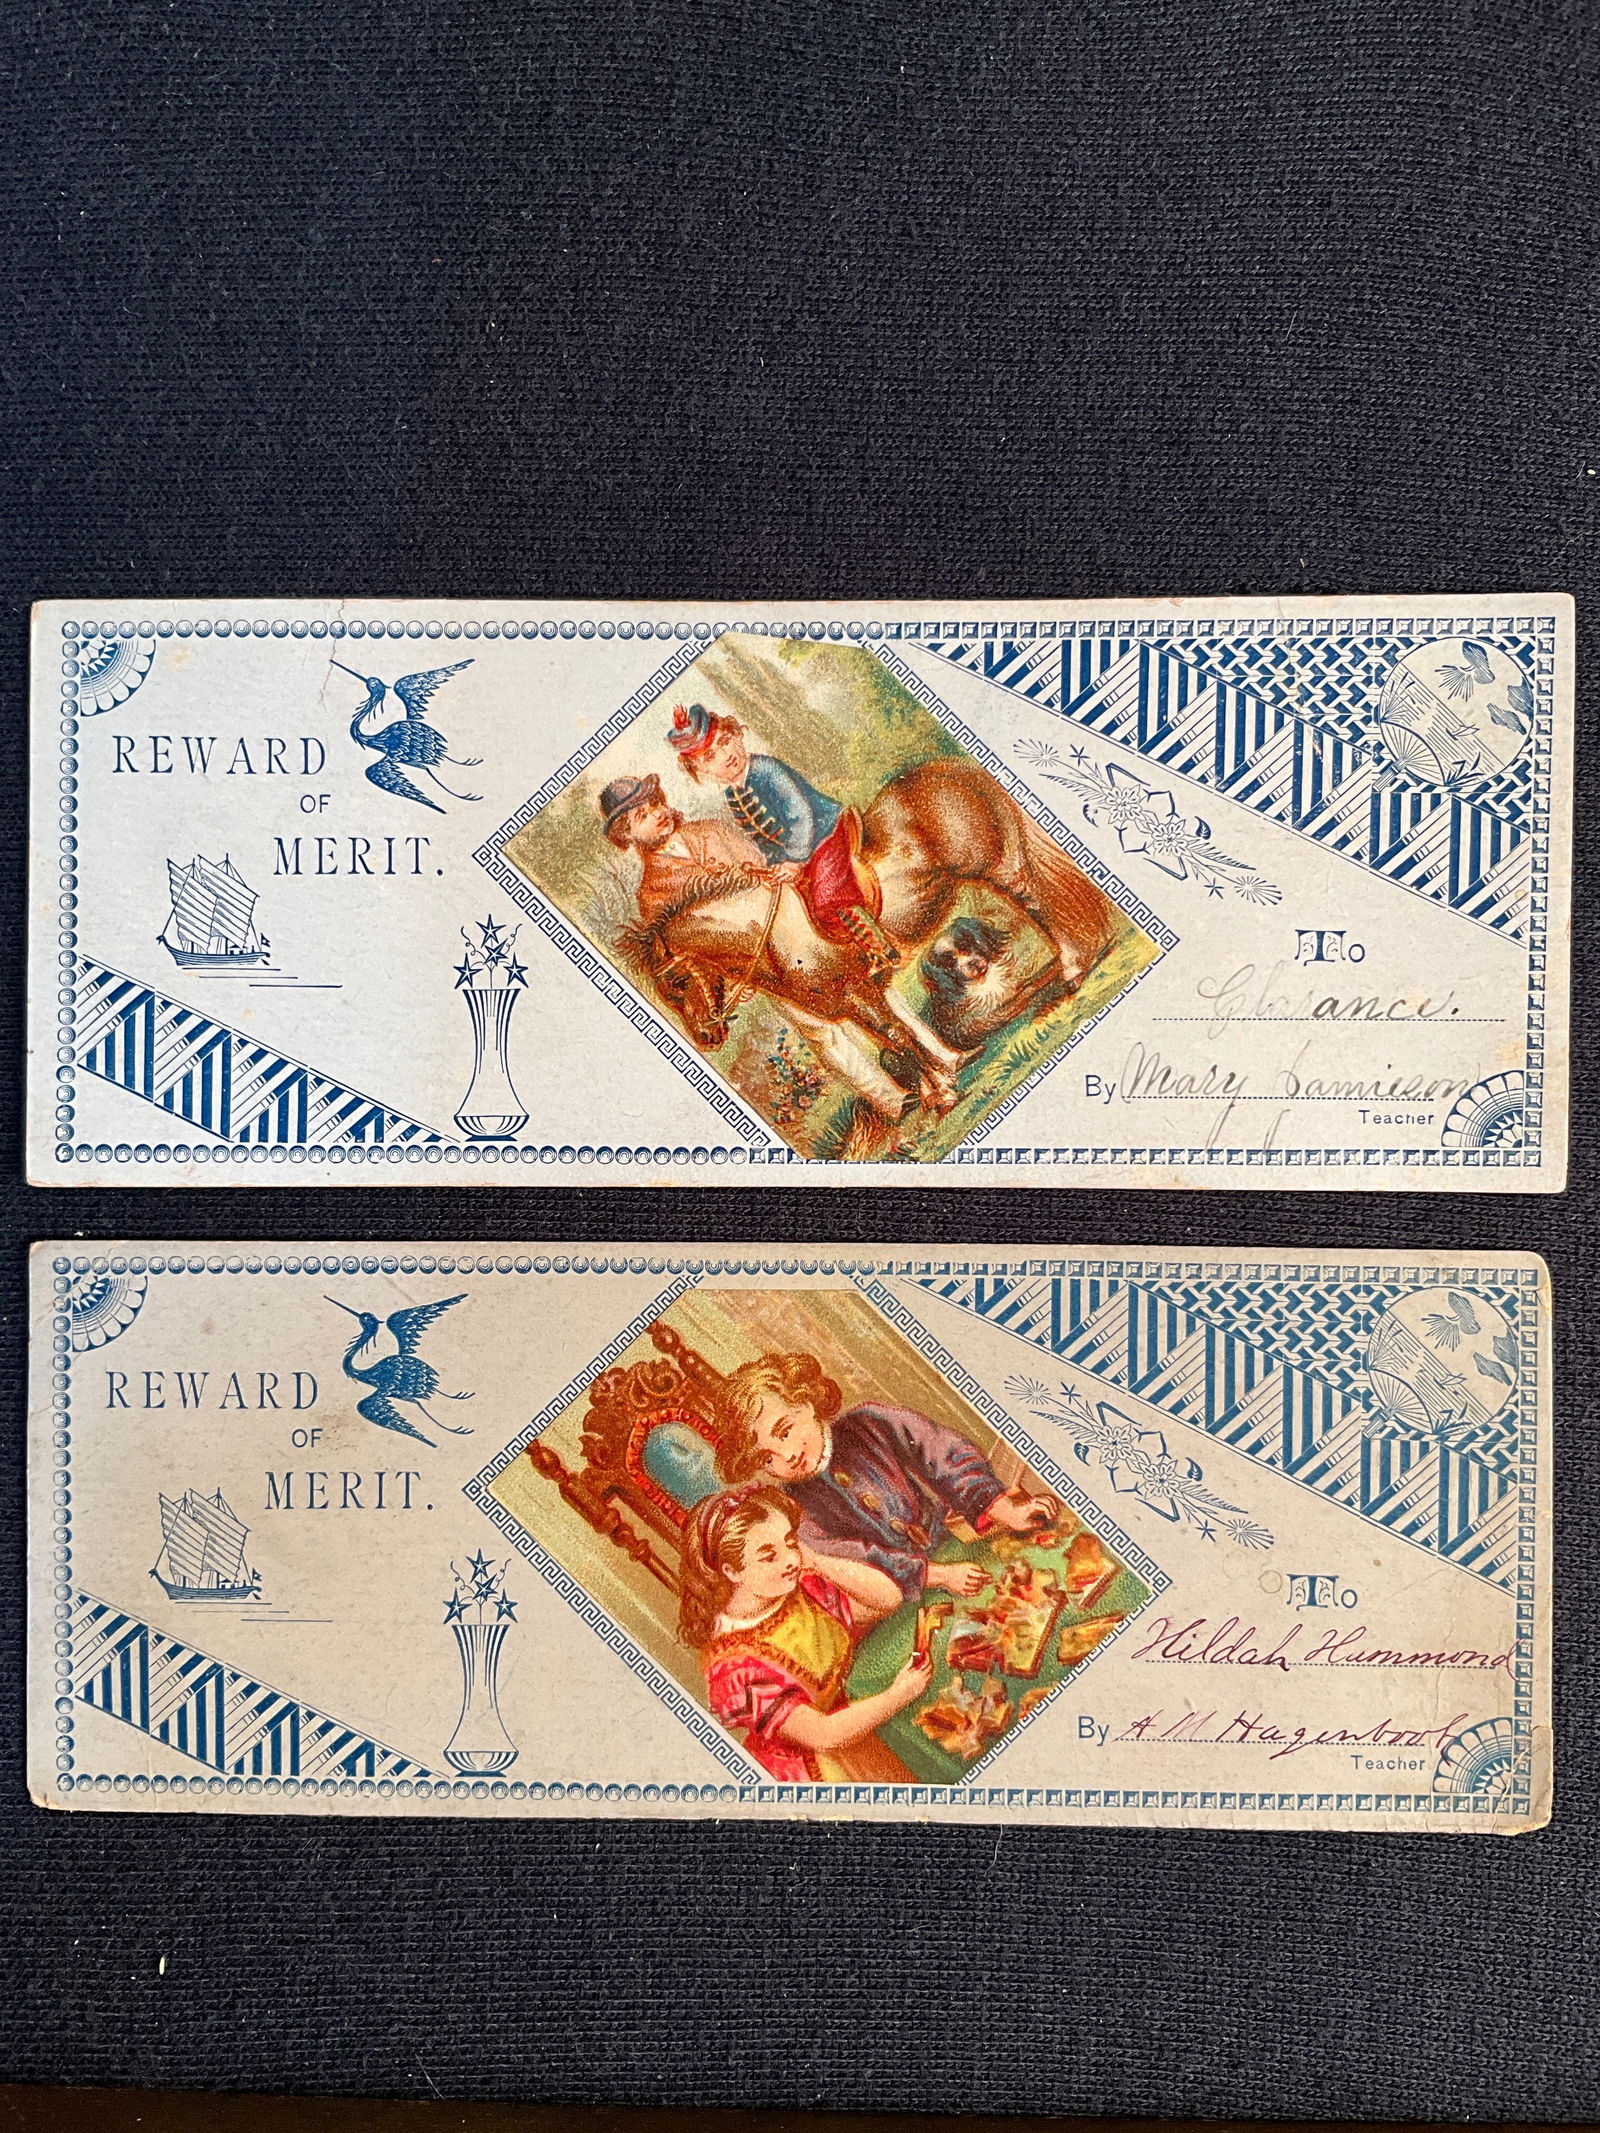 REWARD
OF
MERIT.
To
Clarance.
By Mary Jamieson
Teacher
REWARD
OF
MERIT.
To
Hildah Hummond
By A M Hagenbook
Teacher